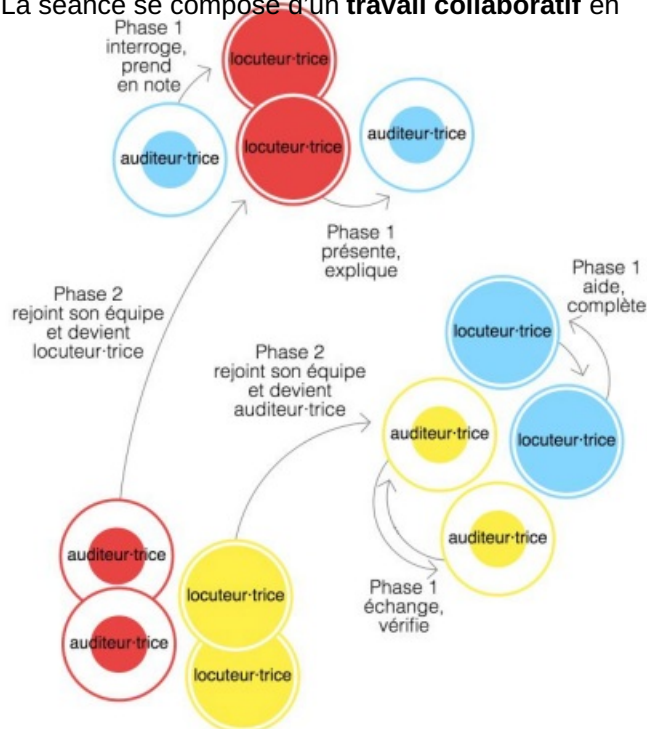 La séance se compose d'un travail collaboratif en
Phase 1
interroge,
prend
en note
locuteur·trice
auditeur·trice
locuteur·trice
auditeur·trice
Phase 1
présente,
explique
Phase 2
rejoint son équipe
et devient
locuteur·trice
Phase 1
aide,
complète
locuteur·trice
Phase 2
rejoint son équipe
et devient
auditeur·trice
auditeur·trice
locuteur·trice
auditeur·trice
Phase 1
échange,
vérifie
auditeur·trice
auditeur·trice
locuteur·trice
locuteur·trice